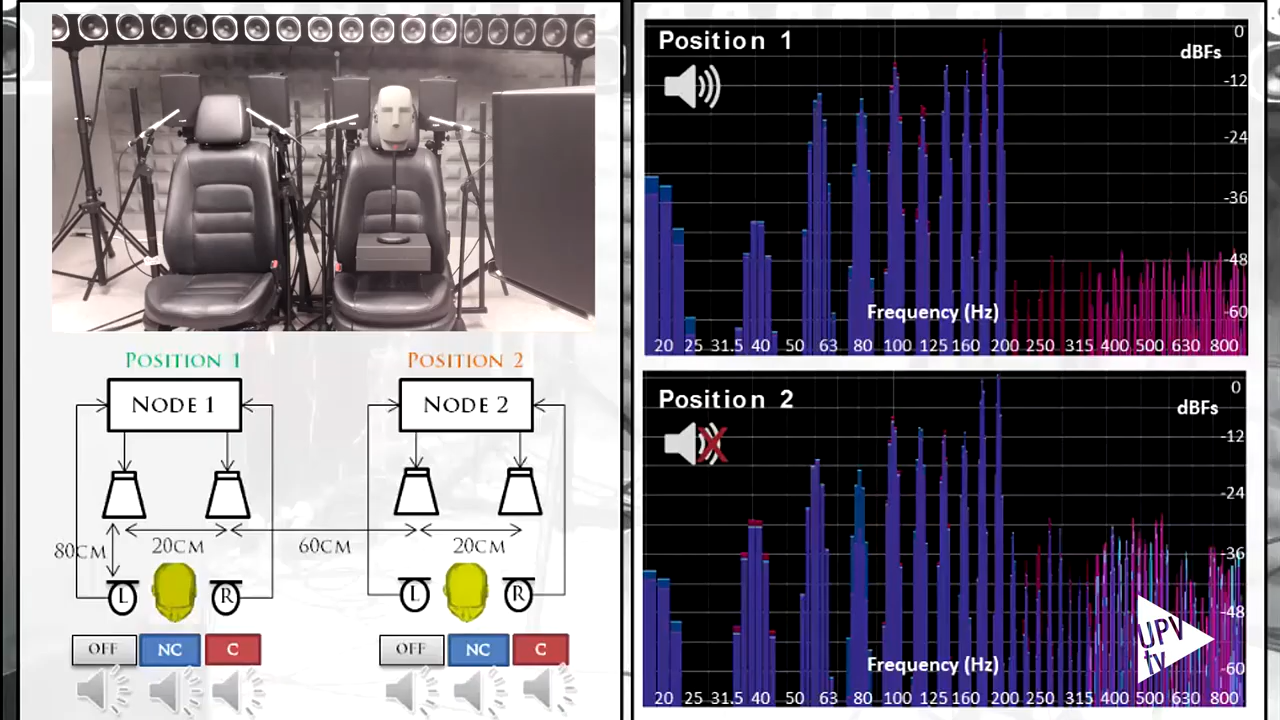 POSITION 1
POSITION 2
NODE 1
NODE 2
80CM
20CM
60CM
20CM
L
R
L
R
OFF
NC
C
OFF
NC
C
Position 1
0
dBFs
-12
-24
-36
-48
-60
Frequency (Hz)
20 25 31.5 40 50 63 80 100 125 160 200 250 315 400 500 630 800
Position 2
0
dBFs
-12
-24
-36
-48
-60
Frequency (Hz)
20 25 31.5 40 50 63 80 100 125 160 200 250 315 400 500 630 800
UPV
tv